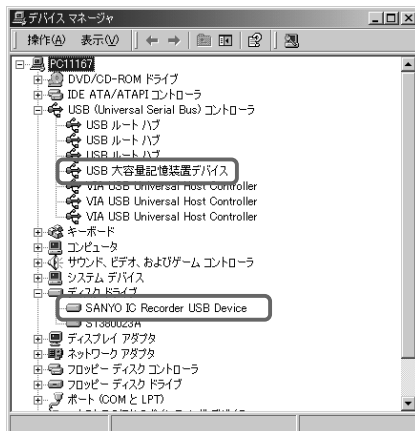 デバイス マネージャ
操作(A) 表示(V)
PC11167
DVD/CD-ROM ドライブ
IDE ATA/ATAPI コントローラ
USB (Universal Serial Bus) コントローラ
USB ルート ハブ
USB ルート ハブ
USB ルート ハブ
USB 大容量記憶装置デバイス
VIA USB Universal Host Controller
VIA USB Universal Host Controller
VIA USB Universal Host Controller
キーボード
コンピュータ
サウンド、ビデオ、およびゲーム コントローラ
システム デバイス
ディスク ドライブ
SANYO IC Recorder USB Device
ST380023A
ディスプレイ アダプタ
ネットワーク アダプタ
フロッピー ディスク コントローラ
フロッピー ディスク ドライブ
ポート (COM と LPT)